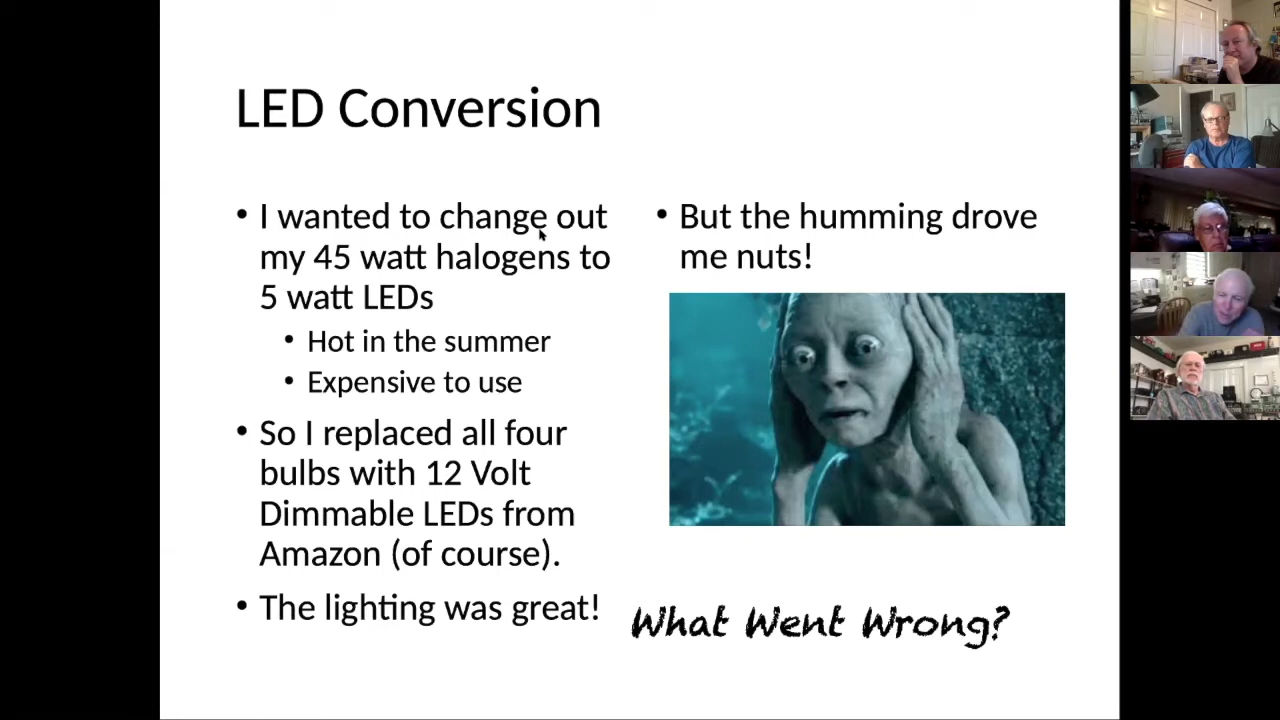 LED Conversion
• I wanted to change out
my 45 watt halogens to
5 watt LEDs
• Hot in the summer
• Expensive to use
• So I replaced all four
bulbs with 12 Volt
Dimmable LEDs from
Amazon (of course).
• The lighting was great!
• But the humming drove
me nuts!
What Went Wrong?